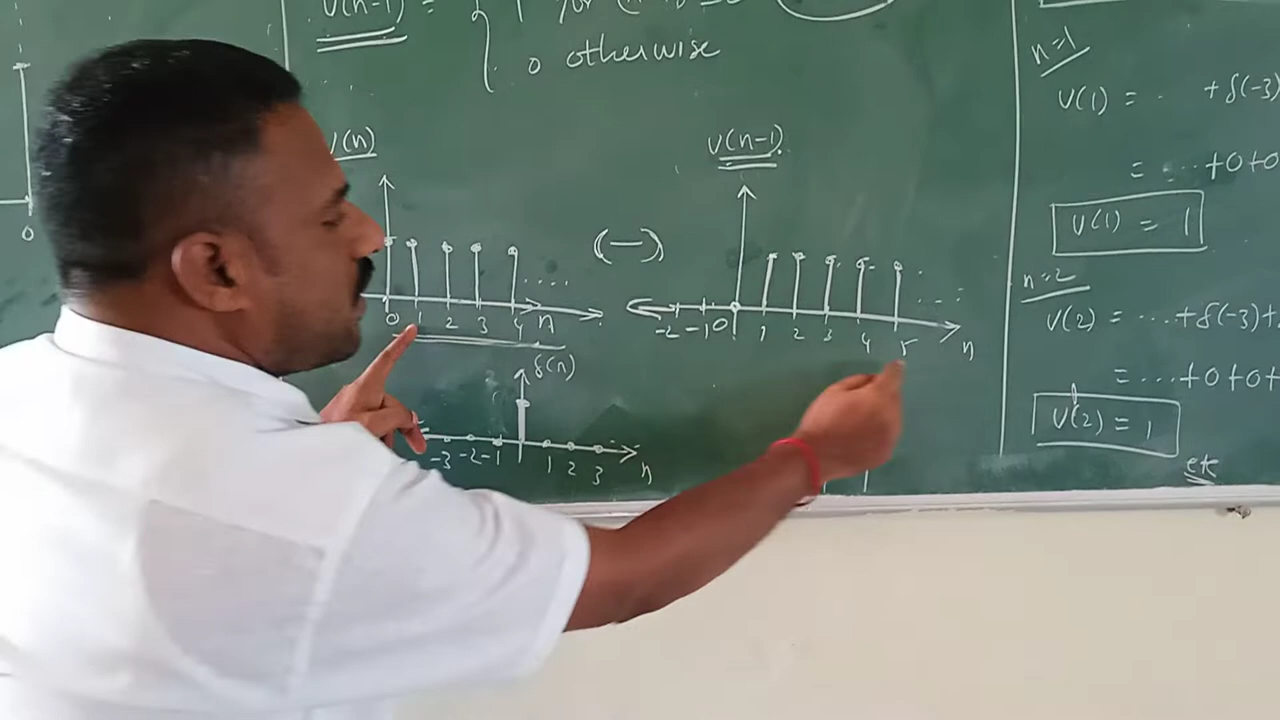 0
U(n-1) =
0 otherwise
U(n)
0 1 2 3 4 n
....
(-)
U(n-1)
-2 -1 0 1 2 3 4 5 n
δ(n)
-3 -2 -1 1 2 3 n
n=1
U(1) = .. +δ(-3)
= ...+0+0
U(1) = 1
n=2
U(2) = ...+δ(-3)+
= ...+0+0+
U(2) = 1
etc